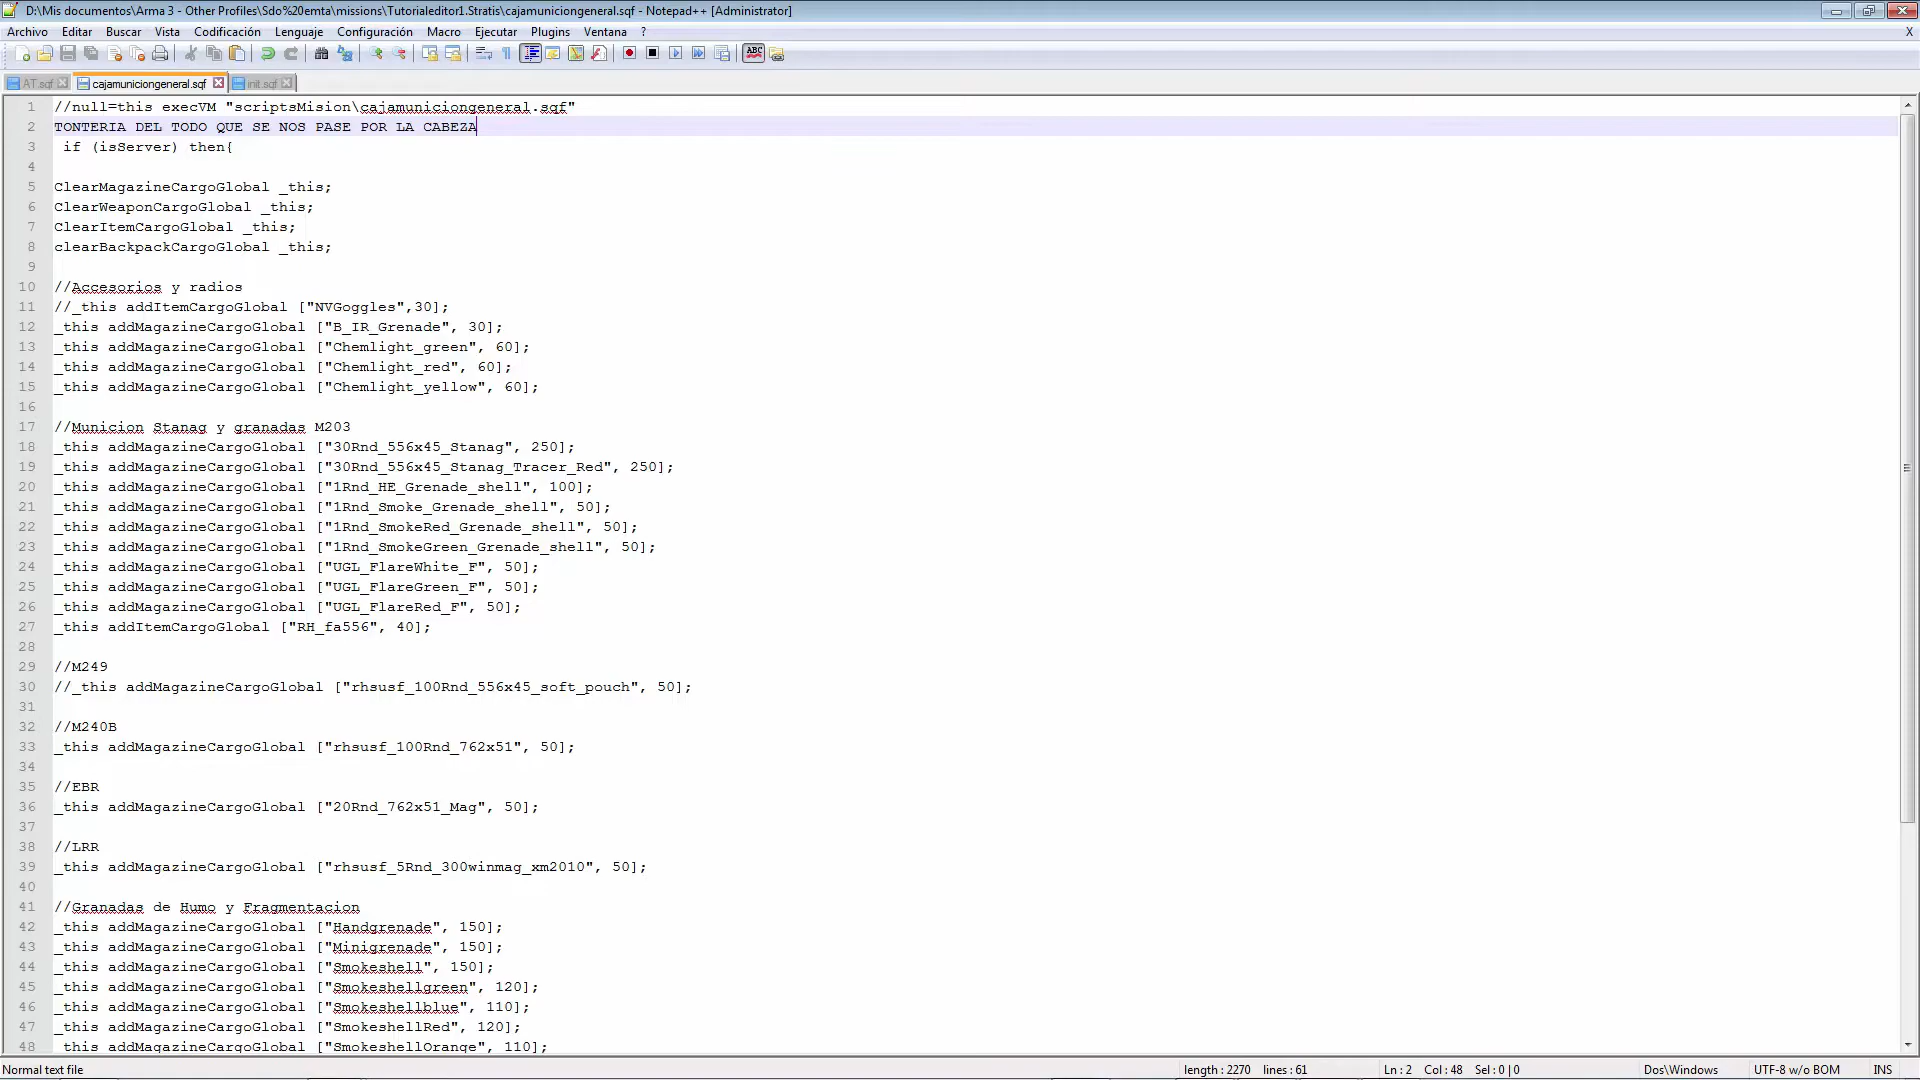 D:\Mis documentos\Arma 3 - Other Profiles\Sdo%20emta\missions\Tutorialeditor1.Stratis\cajamuniciongeneral.sqf - Notepad++ [Administrator]
Archivo Editar Buscar Vista Codificación Lenguaje Configuración Macro Ejecutar Plugins Ventana ? X
AT.sqf cajamuniciongeneral.sqf init.sqf
1 //null=this execVM "scriptsMision\cajamuniciongeneral.sqf"
2 TONTERIA DEL TODO QUE SE NOS PASE POR LA CABEZA
3 if (isServer) then{
4
5 ClearMagazineCargoGlobal _this;
6 ClearWeaponCargoGlobal _this;
7 ClearItemCargoGlobal _this;
8 clearBackpackCargoGlobal _this;
9
10 //Accesorios y radios
11 //_this addItemCargoGlobal ["NVGoggles",30];
12 _this addMagazineCargoGlobal ["B_IR_Grenade", 30];
13 _this addMagazineCargoGlobal ["Chemlight_green", 60];
14 _this addMagazineCargoGlobal ["Chemlight_red", 60];
15 _this addMagazineCargoGlobal ["Chemlight_yellow", 60];
16
17 //Municion Stanag y granadas M203
18 _this addMagazineCargoGlobal ["30Rnd_556x45_Stanag", 250];
19 _this addMagazineCargoGlobal ["30Rnd_556x45_Stanag_Tracer_Red", 250];
20 _this addMagazineCargoGlobal ["1Rnd_HE_Grenade_shell", 100];
21 _this addMagazineCargoGlobal ["1Rnd_Smoke_Grenade_shell", 50];
22 _this addMagazineCargoGlobal ["1Rnd_SmokeRed_Grenade_shell", 50];
23 _this addMagazineCargoGlobal ["1Rnd_SmokeGreen_Grenade_shell", 50];
24 _this addMagazineCargoGlobal ["UGL_FlareWhite_F", 50];
25 _this addMagazineCargoGlobal ["UGL_FlareGreen_F", 50];
26 _this addMagazineCargoGlobal ["UGL_FlareRed_F", 50];
27 _this addItemCargoGlobal ["RH_fa556", 40];
28
29 //M249
30 //_this addMagazineCargoGlobal ["rhsusf_100Rnd_556x45_soft_pouch", 50];
31
32 //M240B
33 _this addMagazineCargoGlobal ["rhsusf_100Rnd_762x51", 50];
34
35 //EBR
36 _this addMagazineCargoGlobal ["20Rnd_762x51_Mag", 50];
37
38 //LRR
39 _this addMagazineCargoGlobal ["rhsusf_5Rnd_300winmag_xm2010", 50];
40
41 //Granadas de Humo y Fragmentacion
42 _this addMagazineCargoGlobal ["Handgrenade", 150];
43 _this addMagazineCargoGlobal ["Minigrenade", 150];
44 _this addMagazineCargoGlobal ["Smokeshell", 150];
45 _this addMagazineCargoGlobal ["Smokeshellgreen", 120];
46 _this addMagazineCargoGlobal ["Smokeshellblue", 110];
47 _this addMagazineCargoGlobal ["SmokeshellRed", 120];
48 _this addMagazineCargoGlobal ["SmokeshellOrange", 110];
Normal text file length : 2270 lines : 61 Ln : 2 Col : 48 Sel : 0 | 0 Dos\Windows UTF-8 w/o BOM INS